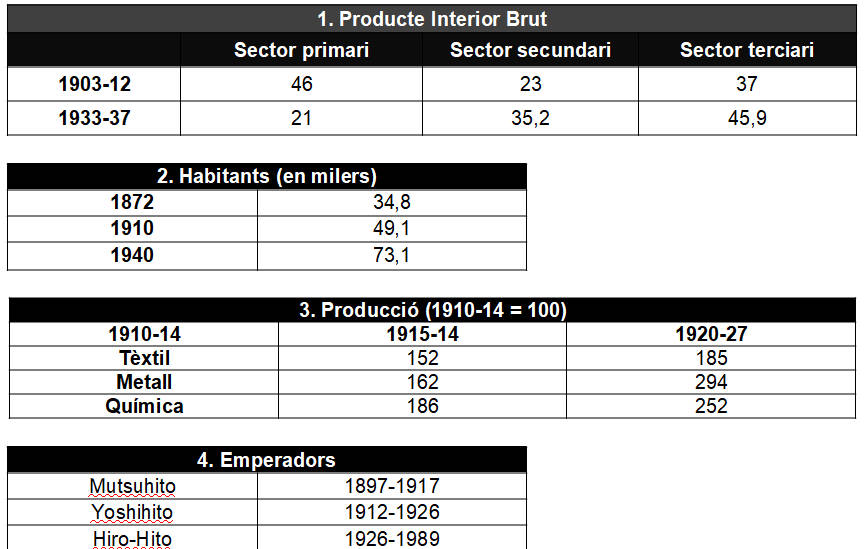 1. Producte Interior Brut
Sector primari Sector secundari Sector terciari
1903-12 46 23 37
1933-37 21 35,2 45,9
2. Habitants (en milers)
1872 34,8
1910 49,1
1940 73,1
3. Producció (1910-14 = 100)
1910-14 1915-14 1920-27
Tèxtil 152 185
Metall 162 294
Química 186 252
4. Emperadors
Mutsuhito 1897-1917
Yoshihito 1912-1926
Hiro-Hito 1926-1989